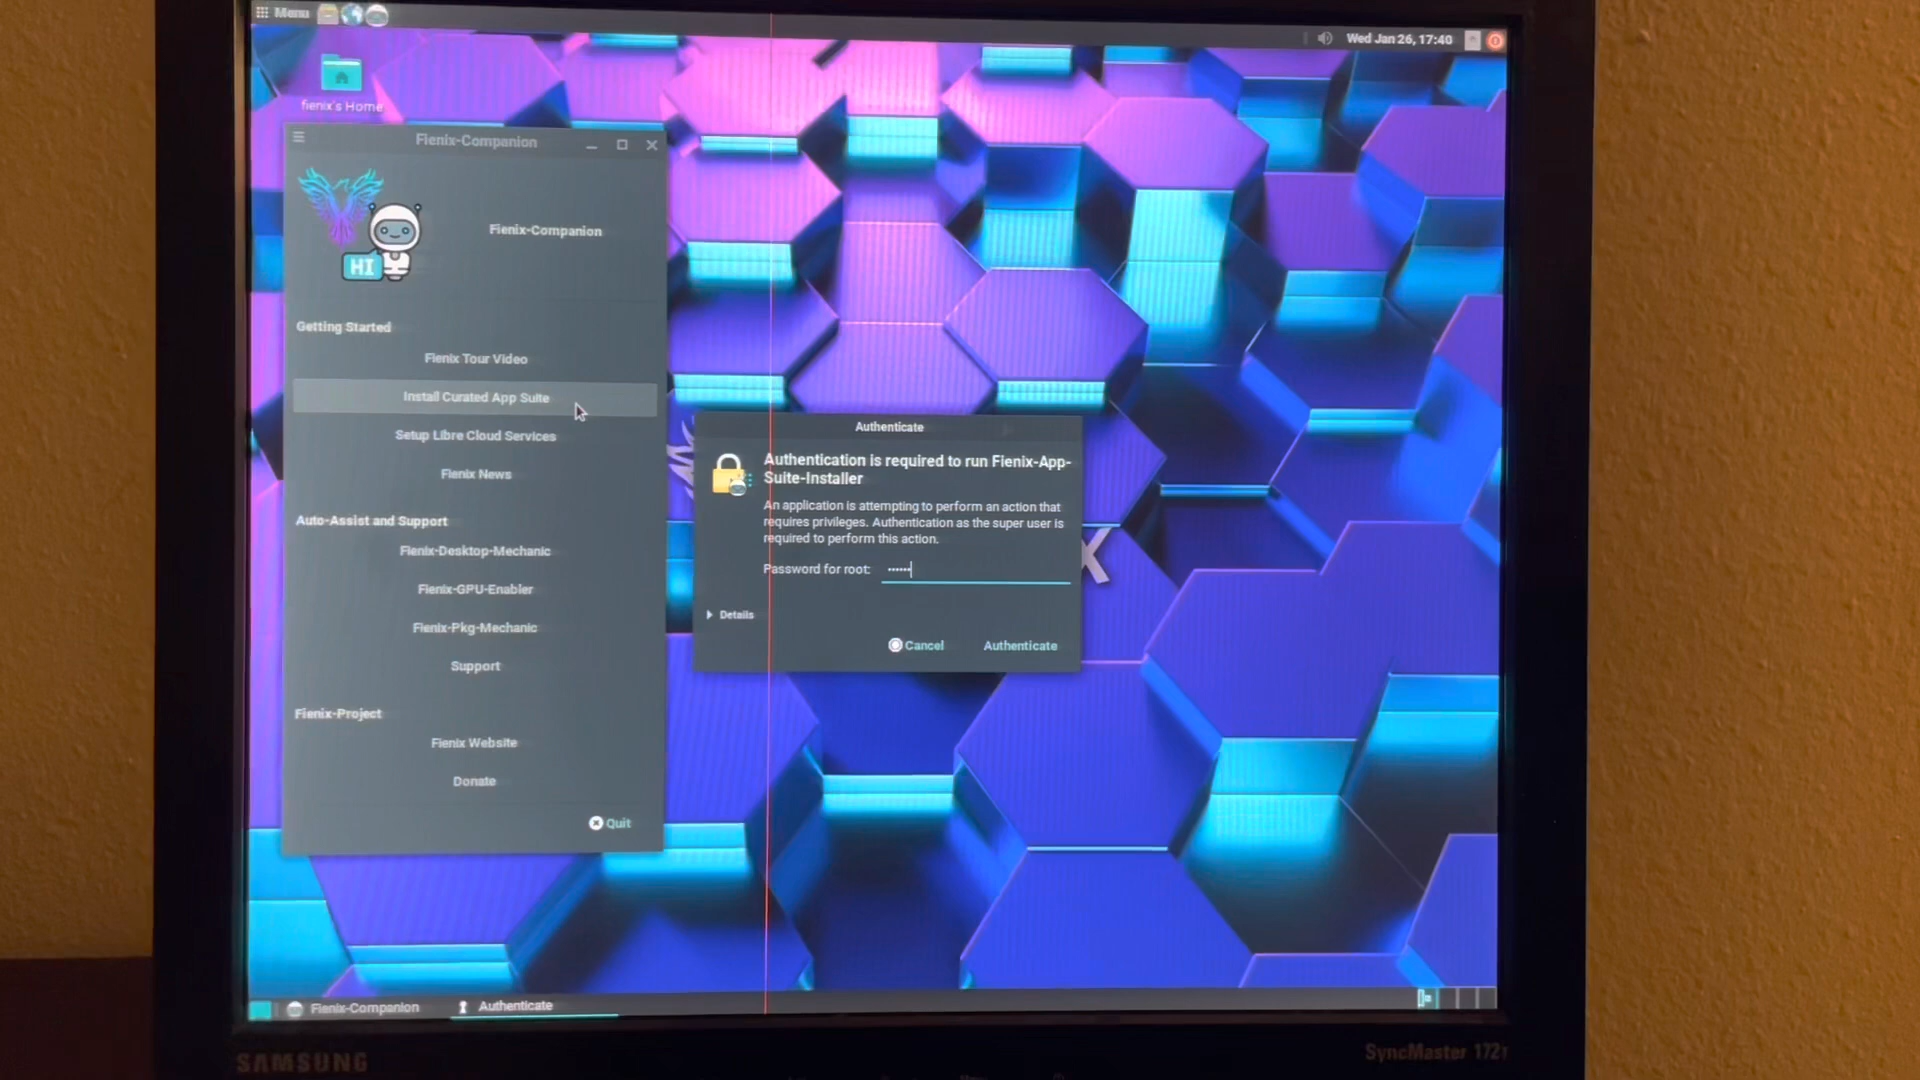 Menu
Wed Jan 26, 17:40
fienix's Home
Fienix-Companion
HI
Fienix-Companion
Getting Started
Fienix Tour Video
Install Curated App Suite
Setup Libre Cloud Services
Fienix News
Auto-Assist and Support
Fienix-Desktop-Mechanic
Fienix-GPU-Enabler
Fienix-Pkg-Mechanic
Support
Fienix-Project
Fienix Website
Donate
Quit
Authenticate
Authentication is required to run Fienix-App-
Suite-Installer
An application is attempting to perform an action that
requires privileges. Authentication as the super user is
required to perform this action.
Password for root: ••••••
Details
Cancel Authenticate
X
Fienix-Companion Authenticate
SAMSUNG
SyncMaster 172T